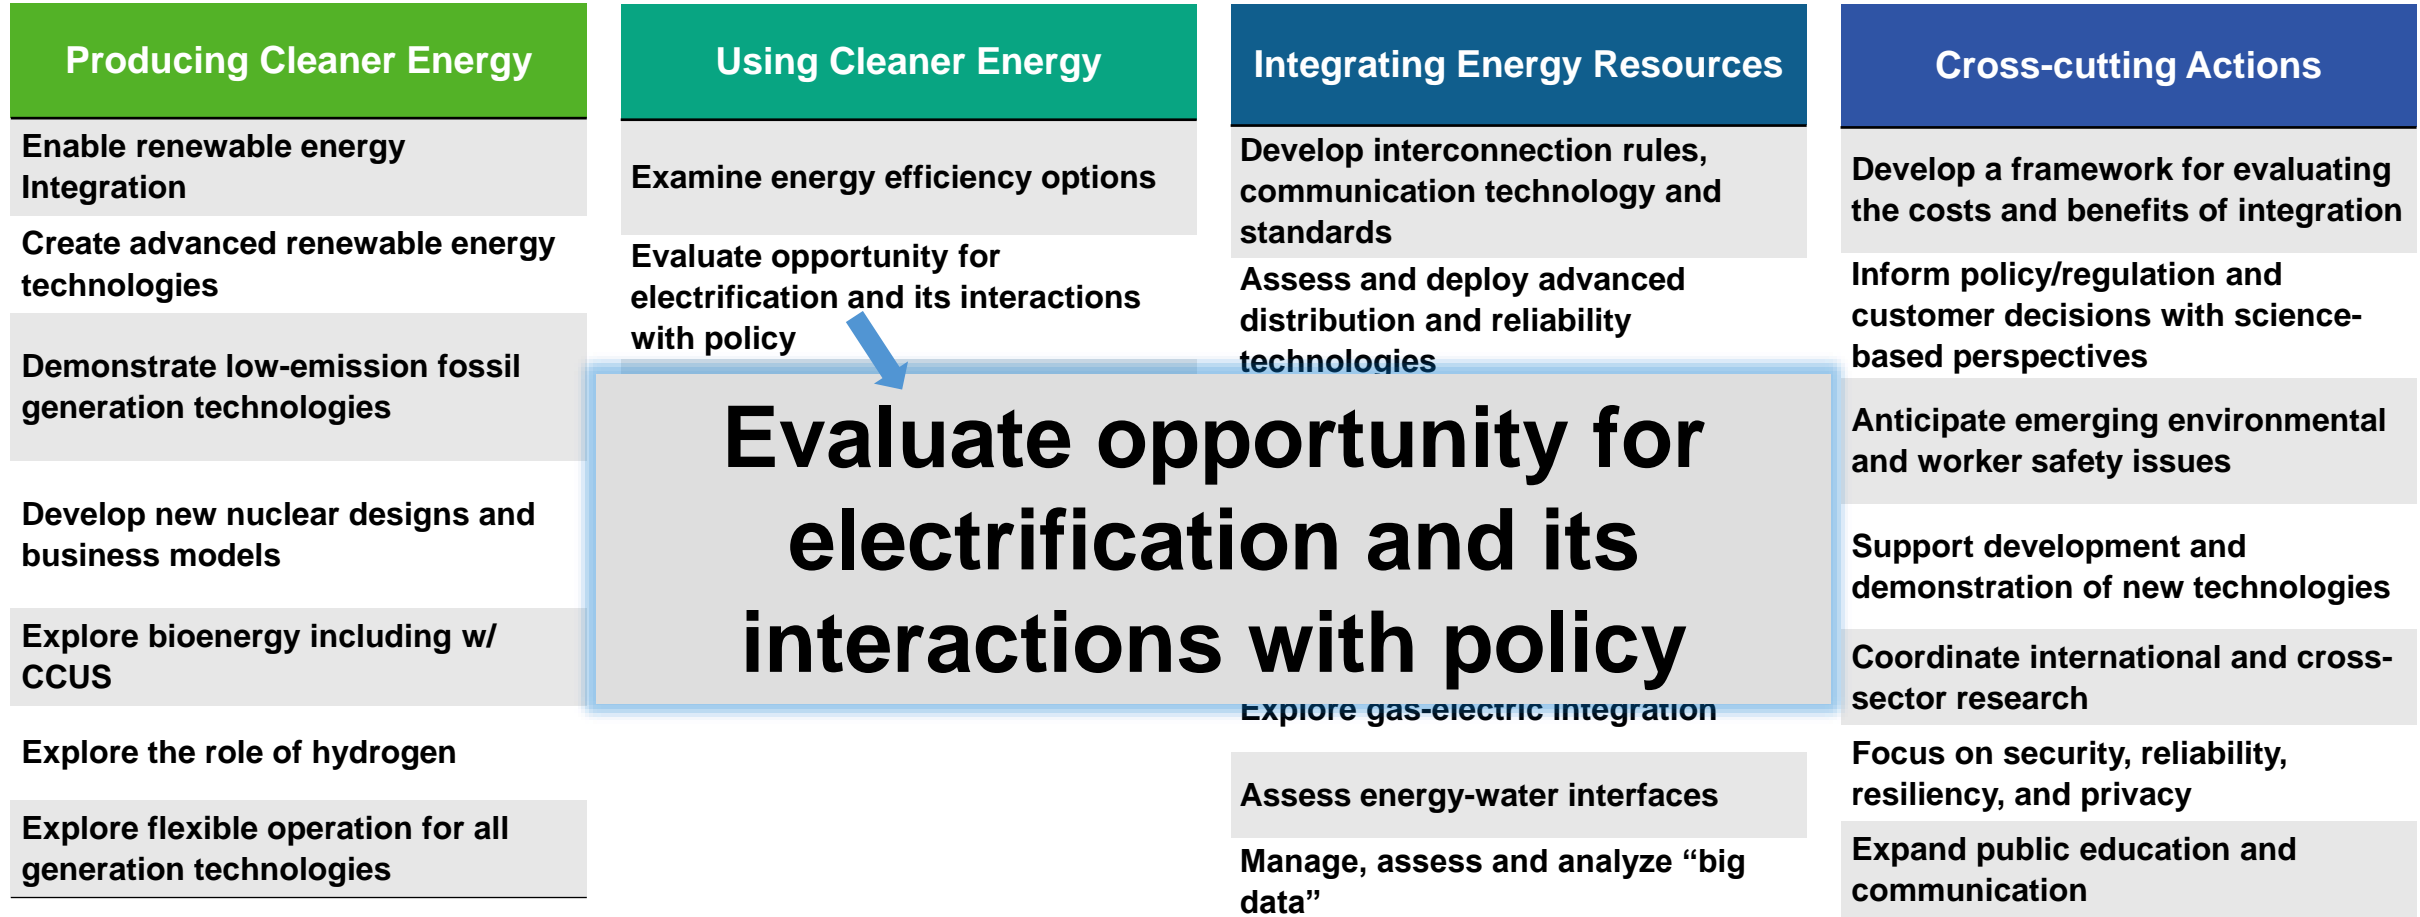 Producing Cleaner Energy
Enable renewable energy
Integration
Create advanced renewable energy
technologies
Demonstrate low-emission fossil
generation technologies
Develop new nuclear designs and
business models
Explore bioenergy including w/
CCUS
Explore the role of hydrogen
Explore flexible operation for all
generation technologies
Using Cleaner Energy
Examine energy efficiency options
Evaluate opportunity for
electrification and its interactions
with policy
Integrating Energy Resources
Develop interconnection rules,
communication technology and
standards
Assess and deploy advanced
distribution and reliability
technologies
Evaluate opportunity for
electrification and its
interactions with policy
Explore gas-electric integration
Assess energy-water interfaces
Manage, assess and analyze “big
data”
Cross-cutting Actions
Develop a framework for evaluating
the costs and benefits of integration
Inform policy/regulation and
customer decisions with science-
based perspectives
Anticipate emerging environmental
and worker safety issues
Support development and
demonstration of new technologies
Coordinate international and cross-
sector research
Focus on security, reliability,
resiliency, and privacy
Expand public education and
communication